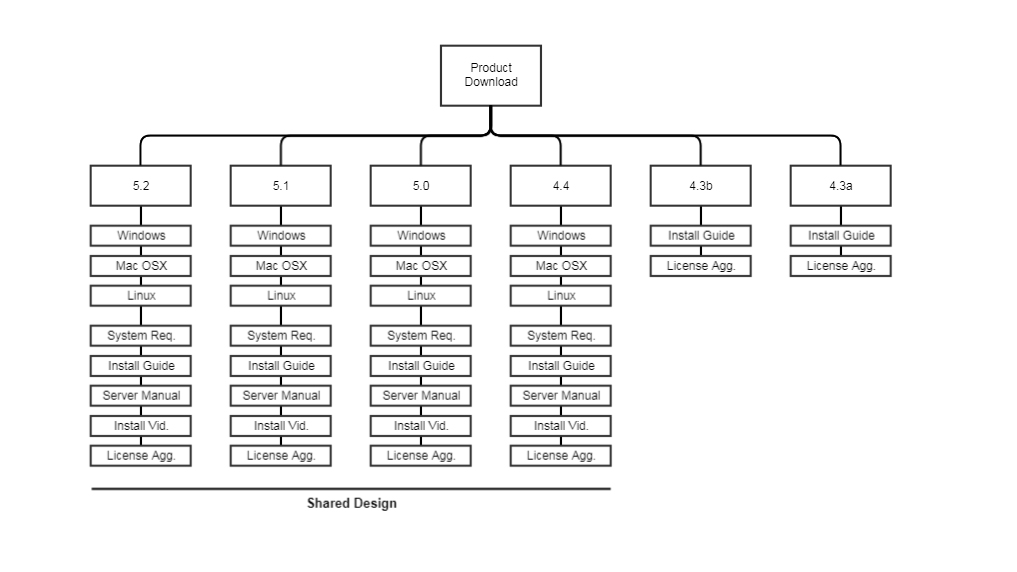 Product
Download
5.2
5.1
5.0
4.4
4.3b
4.3a
Windows
Windows
Windows
Windows
Install Guide
Install Guide
Mac OSX
Mac OSX
Mac OSX
Mac OSX
License Agg.
License Agg.
Linux
Linux
Linux
Linux
System Req.
System Req.
System Req.
System Req.
Install Guide
Install Guide
Install Guide
Install Guide
Server Manual
Server Manual
Server Manual
Server Manual
Install Vid.
Install Vid.
Install Vid.
Install Vid.
License Agg.
License Agg.
License Agg.
License Agg.
Shared Design